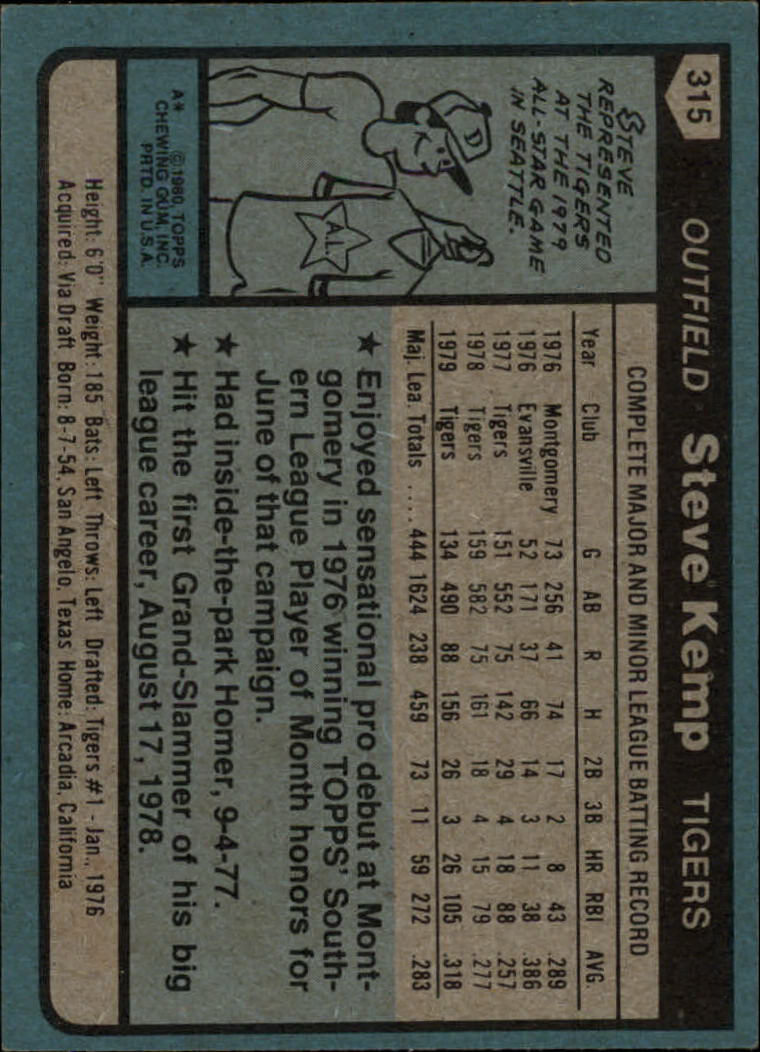 315
OUTFIELD Steve Kemp TIGERS
STEVE
REPRESENTED
THE TIGERS
AT THE 1979
ALL-STAR GAME
IN SEATTLE.
D
A.L.
A* ©1980 TOPPS
CHEWING GUM, INC.
PRTD. IN U.S.A.
COMPLETE MAJOR AND MINOR LEAGUE BATTING RECORD
Year Club G AB R H 2B 3B HR RBI AVG.
1976 Montgomery 73 256 41 74 17 2 8 43 .289
1976 Evansville 52 171 37 66 14 3 11 38 .386
1977 Tigers 151 552 75 142 29 4 18 88 .257
1978 Tigers 159 582 75 161 18 4 15 79 .277
1979 Tigers 134 490 88 156 26 3 26 105 .318
Maj. Lea. Totals .... 444 1624 238 459 73 11 59 272 .283
★ Enjoyed sensational pro debut at Mont-
gomery in 1976 winning TOPPS' South-
ern League Player of Month honors for
June of that campaign.
★ Had inside-the-park Homer, 9-4-77.
★ Hit the first Grand-Slammer of his big
league career, August 17, 1978.
Height: 6'0" Weight: 185 Bats: Left Throws: Left Drafted: Tigers #1 - Jan., 1976
Acquired: Via Draft Born: 8-7-54, San Angelo, Texas Home: Arcadia, California